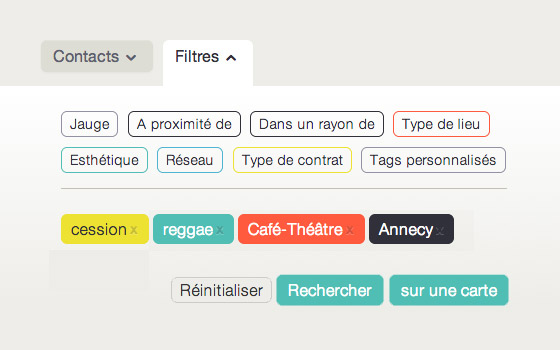 Contacts Filtres
Jauge A proximité de Dans un rayon de Type de lieu
Esthétique Réseau Type de contrat Tags personnalisés
cession x reggae x Café-Théâtre x Annecy x
Réinitialiser Rechercher sur une carte